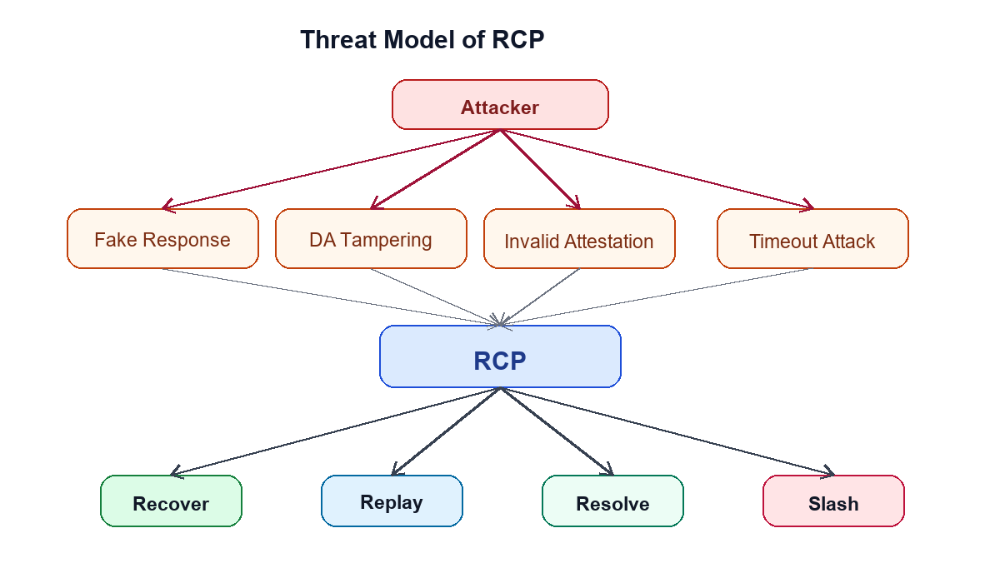 Threat Model of RCP
Attacker
Fake Response
DA Tampering
Invalid Attestation
Timeout Attack
RCP
Recover
Replay
Resolve
Slash